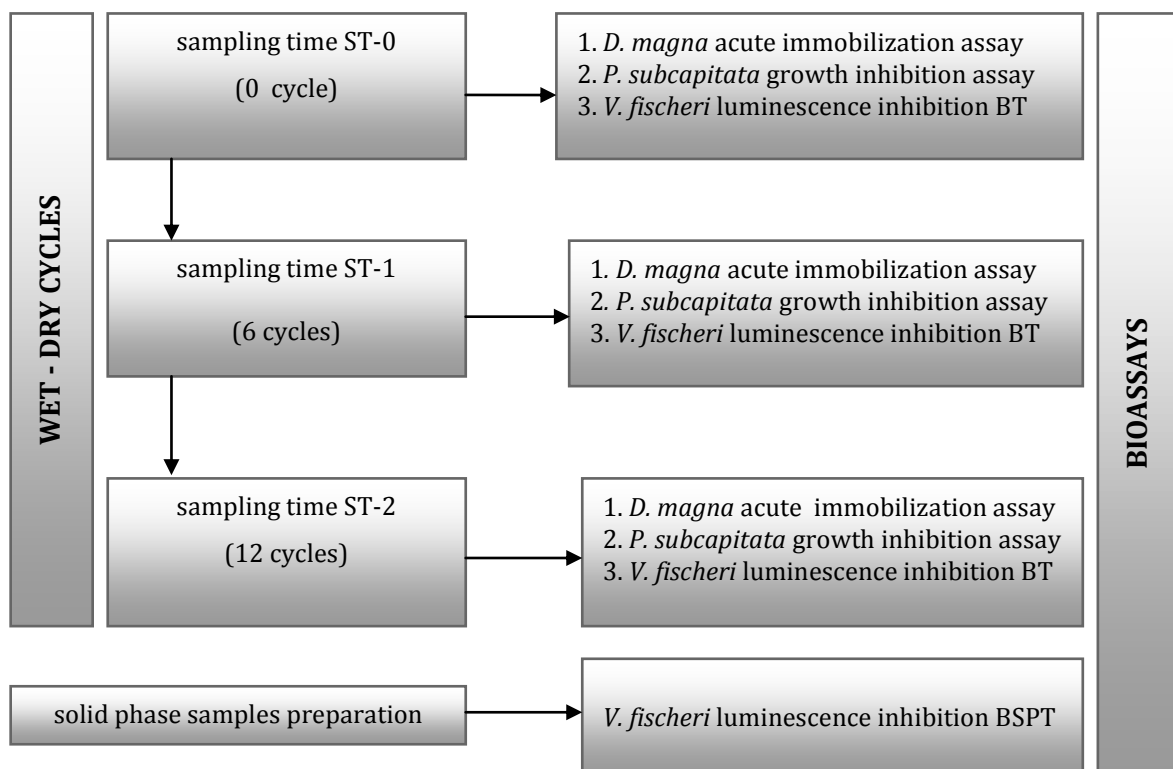 WET - DRY CYCLES
sampling time ST-0
(0 cycle)
1. D. magna acute immobilization assay
2. P. subcapitata growth inhibition assay
3. V. fischeri luminescence inhibition BT
sampling time ST-1
(6 cycles)
1. D. magna acute immobilization assay
2. P. subcapitata growth inhibition assay
3. V. fischeri luminescence inhibition BT
sampling time ST-2
(12 cycles)
1. D. magna acute immobilization assay
2. P. subcapitata growth inhibition assay
3. V. fischeri luminescence inhibition BT
solid phase samples preparation
V. fischeri luminescence inhibition BSPT
BIOASSAYS